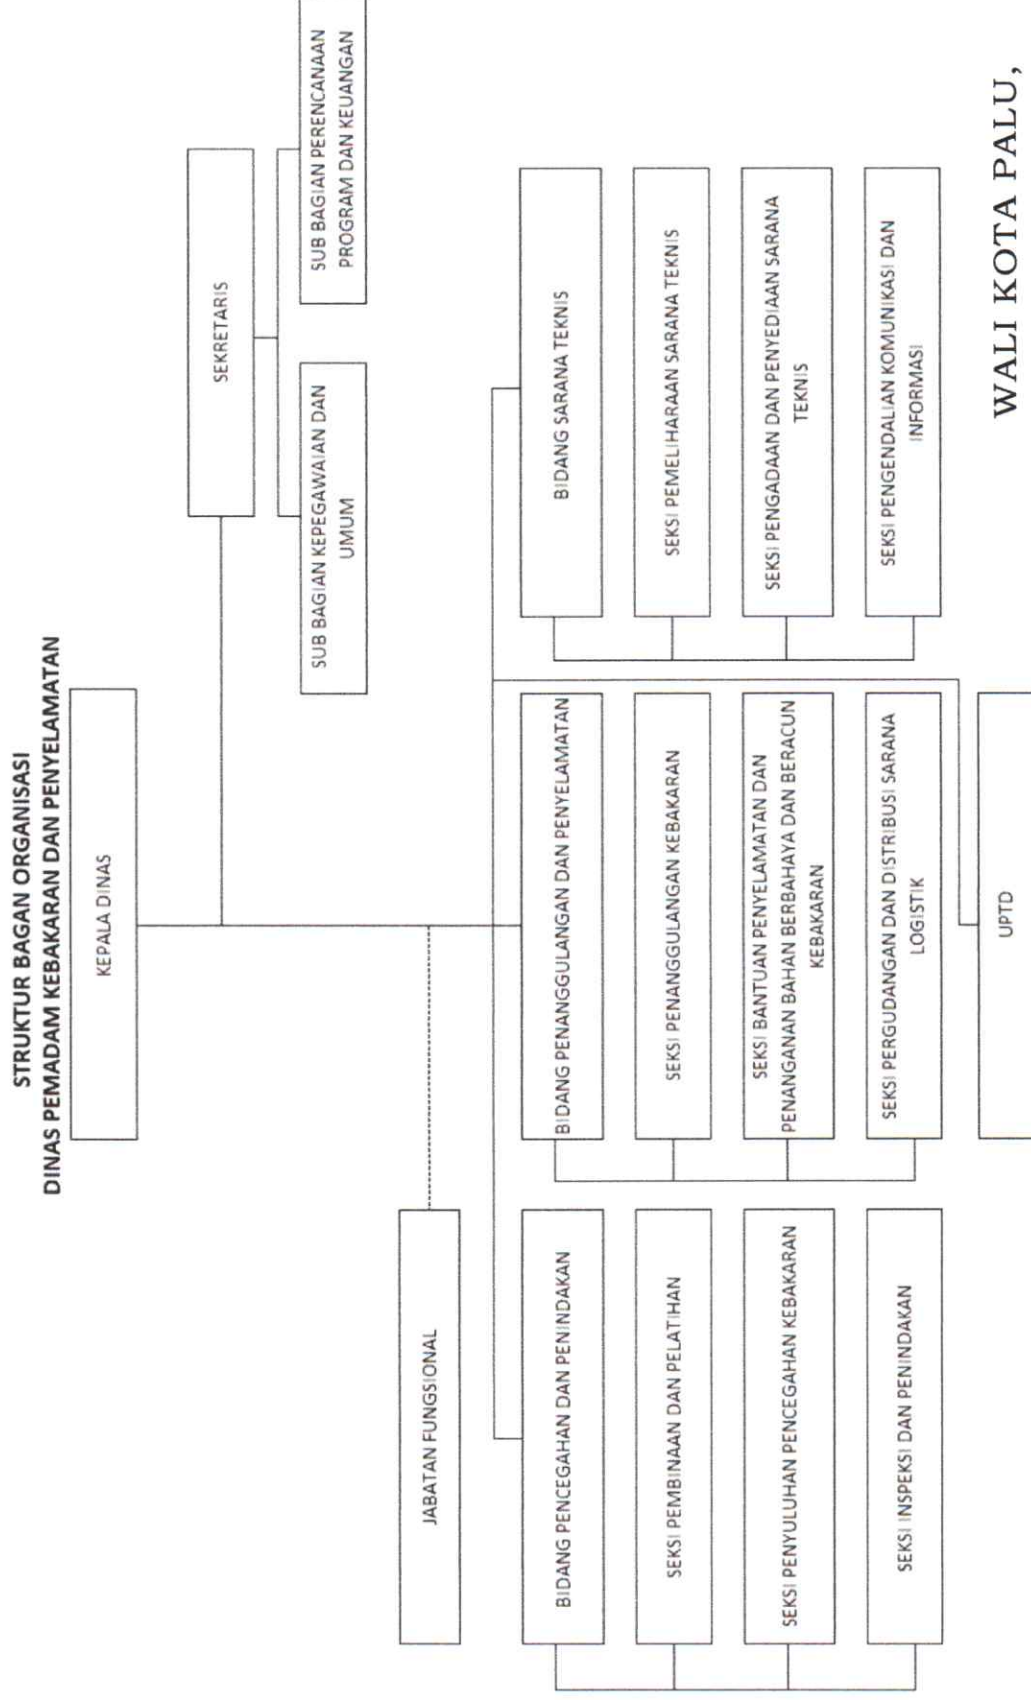 STRUKTUR BAGAN ORGANISASI
DINAS PEMADAM KEBAKARAN DAN PENYELAMATAN
KEPALA DINAS
SEKRETARIS
SUB BAGIAN KEPEGAWAIAN DAN
UMUM
SUB BAGIAN PERENCANAAN
PROGRAM DAN KEUANGAN
JABATAN FUNGSIONAL
BIDANG PENCEGAHAN DAN PENINDAKAN
SEKSI PEMBINAAN DAN PELATIHAN
SEKSI PENYULUHAN PENCEGAHAN KEBAKARAN
SEKSI INSPEKSI DAN PENINDAKAN
BIDANG PENANGGULANGAN DAN PENYELAMATAN
SEKSI PENANGGULANGAN KEBAKARAN
SEKSI BANTUAN PENYELAMATAN DAN
PENANGANAN BAHAN BERBAHAYA DAN BERACUN
KEBAKARAN
SEKSI PERGUDANGAN DAN DISTRIBUSI SARANA
LOGISTIK
BIDANG SARANA TEKNIS
SEKSI PEMELIHARAAN SARANA TEKNIS
SEKSI PENGADAAN DAN PENYEDIAAN SARANA
TEKNIS
SEKSI PENGENDALIAN KOMUNIKASI DAN
INFORMASI
UPTD
WALI KOTA PALU,